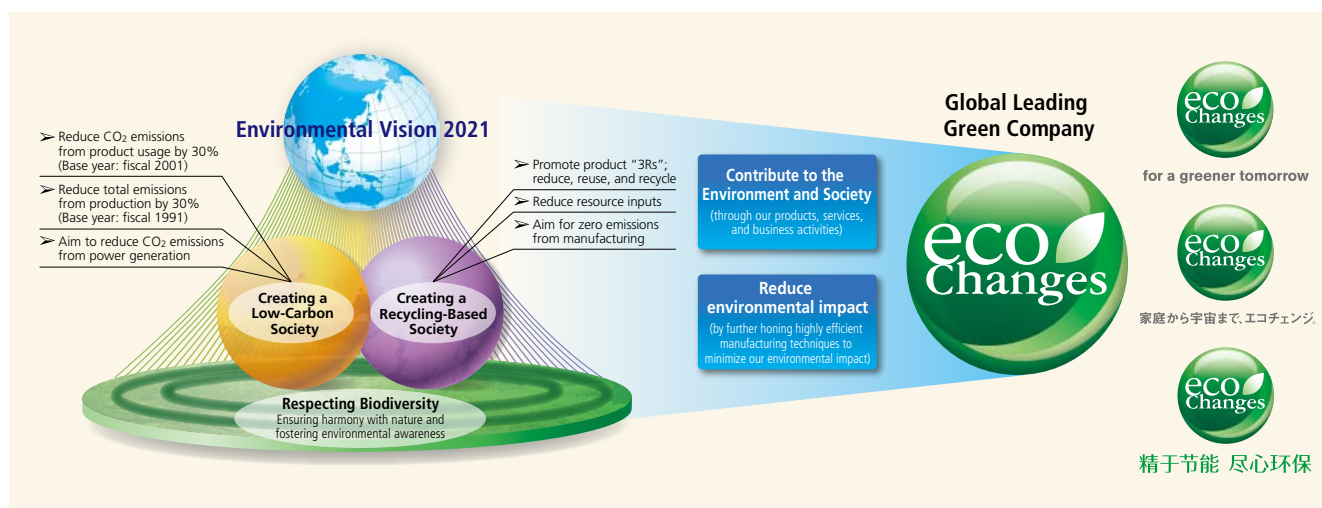 Environmental Vision 2021
➢ Reduce CO2 emissions
from product usage by 30%
(Base year: fiscal 2001)
➢ Reduce total emissions
from production by 30%
(Base year: fiscal 1991)
➢ Aim to reduce CO2 emissions
from power generation
➢ Promote product “3Rs”;
reduce, reuse, and recycle
➢ Reduce resource inputs
➢ Aim for zero emissions
from manufacturing
Creating a
Low-Carbon
Society
Creating a
Recycling-Based
Society
Respecting Biodiversity
Ensuring harmony with nature and
fostering environmental awareness
Contribute to the
Environment and Society
(through our products, services,
and business activities)
Reduce
environmental impact
(by further honing highly efficient
manufacturing techniques to
minimize our environmental impact)
Global Leading
Green Company
eco
Changes
eco
Changes
for a greener tomorrow
eco
Changes
家庭から宇宙まで、エコチェンジ。
eco
Changes
精于节能 尽心环保